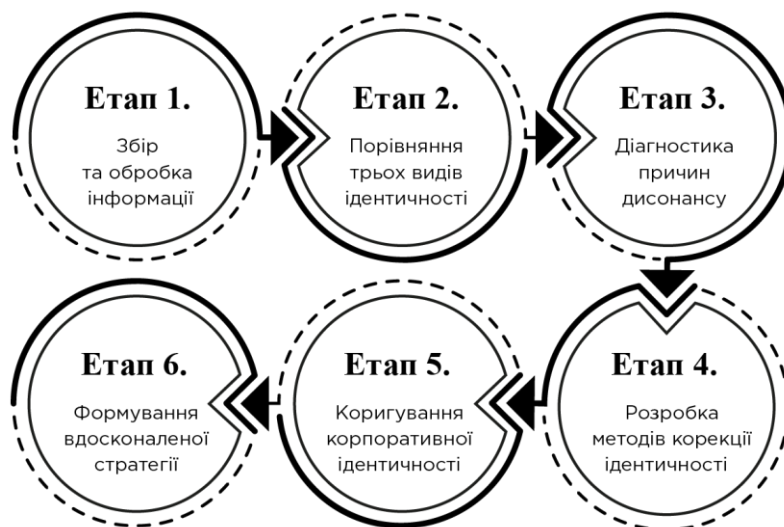 Етап 1.
Збір
та обробка
інформації
Етап 2.
Порівняння
трьох видів
ідентичності
Етап 3.
Діагностика
причин
дисонансу
Етап 4.
Розробка
методів корекції
ідентичності
Етап 5.
Коригування
корпоративної
ідентичності
Етап 6.
Формування
вдосконаленої
стратегії